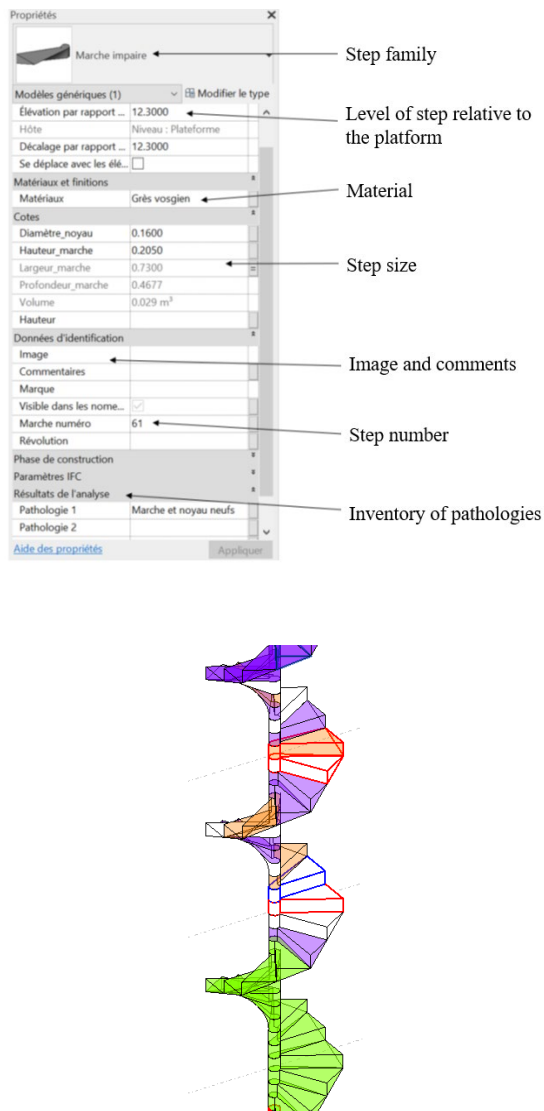 Propriétés
Marche impaire
Step family
Modèles génériques (1)
Modifier le type
Élévation par rapport ... 12.3000
Level of step relative to
the platform
Hôte Niveau : Plateforme
Décalage par rapport ... 12.3000
Se déplace avec les élé...
Matériaux et finitions
Matériaux Grès vosgien
Material
Cotes
Diamètre_noyau 0.1600
Hauteur_marche 0.2050
Largeur_marche 0.7300
Step size
Profondeur_marche 0.4677
Volume 0.029 m³
Hauteur
Données d'identification
Image
Image and comments
Commentaires
Marque
Visible dans les nome...
Marche numéro 61
Step number
Révolution
Phase de construction
Paramètres IFC
Résultats de l'analyse
Inventory of pathologies
Pathologie 1 Marche et noyau neufs
Pathologie 2
Aide des propriétés
Appliquer